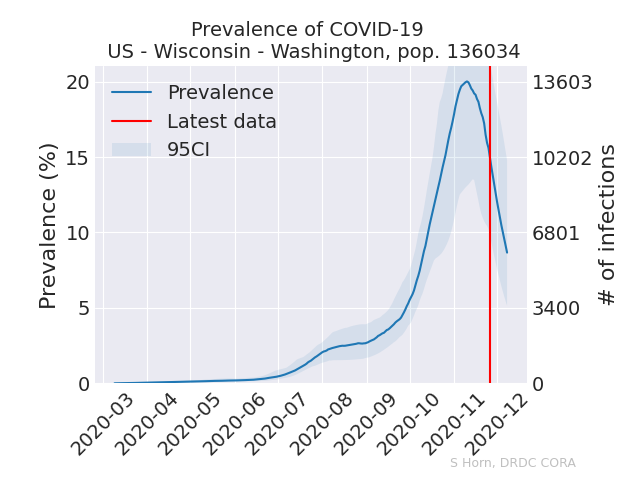 Prevalence of COVID-19
US - Wisconsin - Washington, pop. 136034
Prevalence
Latest data
95CI
Prevalence (%)
20
15
10
5
0
13603
10202
6801
3400
0
# of infections
2020-03
2020-04
2020-05
2020-06
2020-07
2020-08
2020-09
2020-10
2020-11
2020-12
S Horn, DRDC CORA